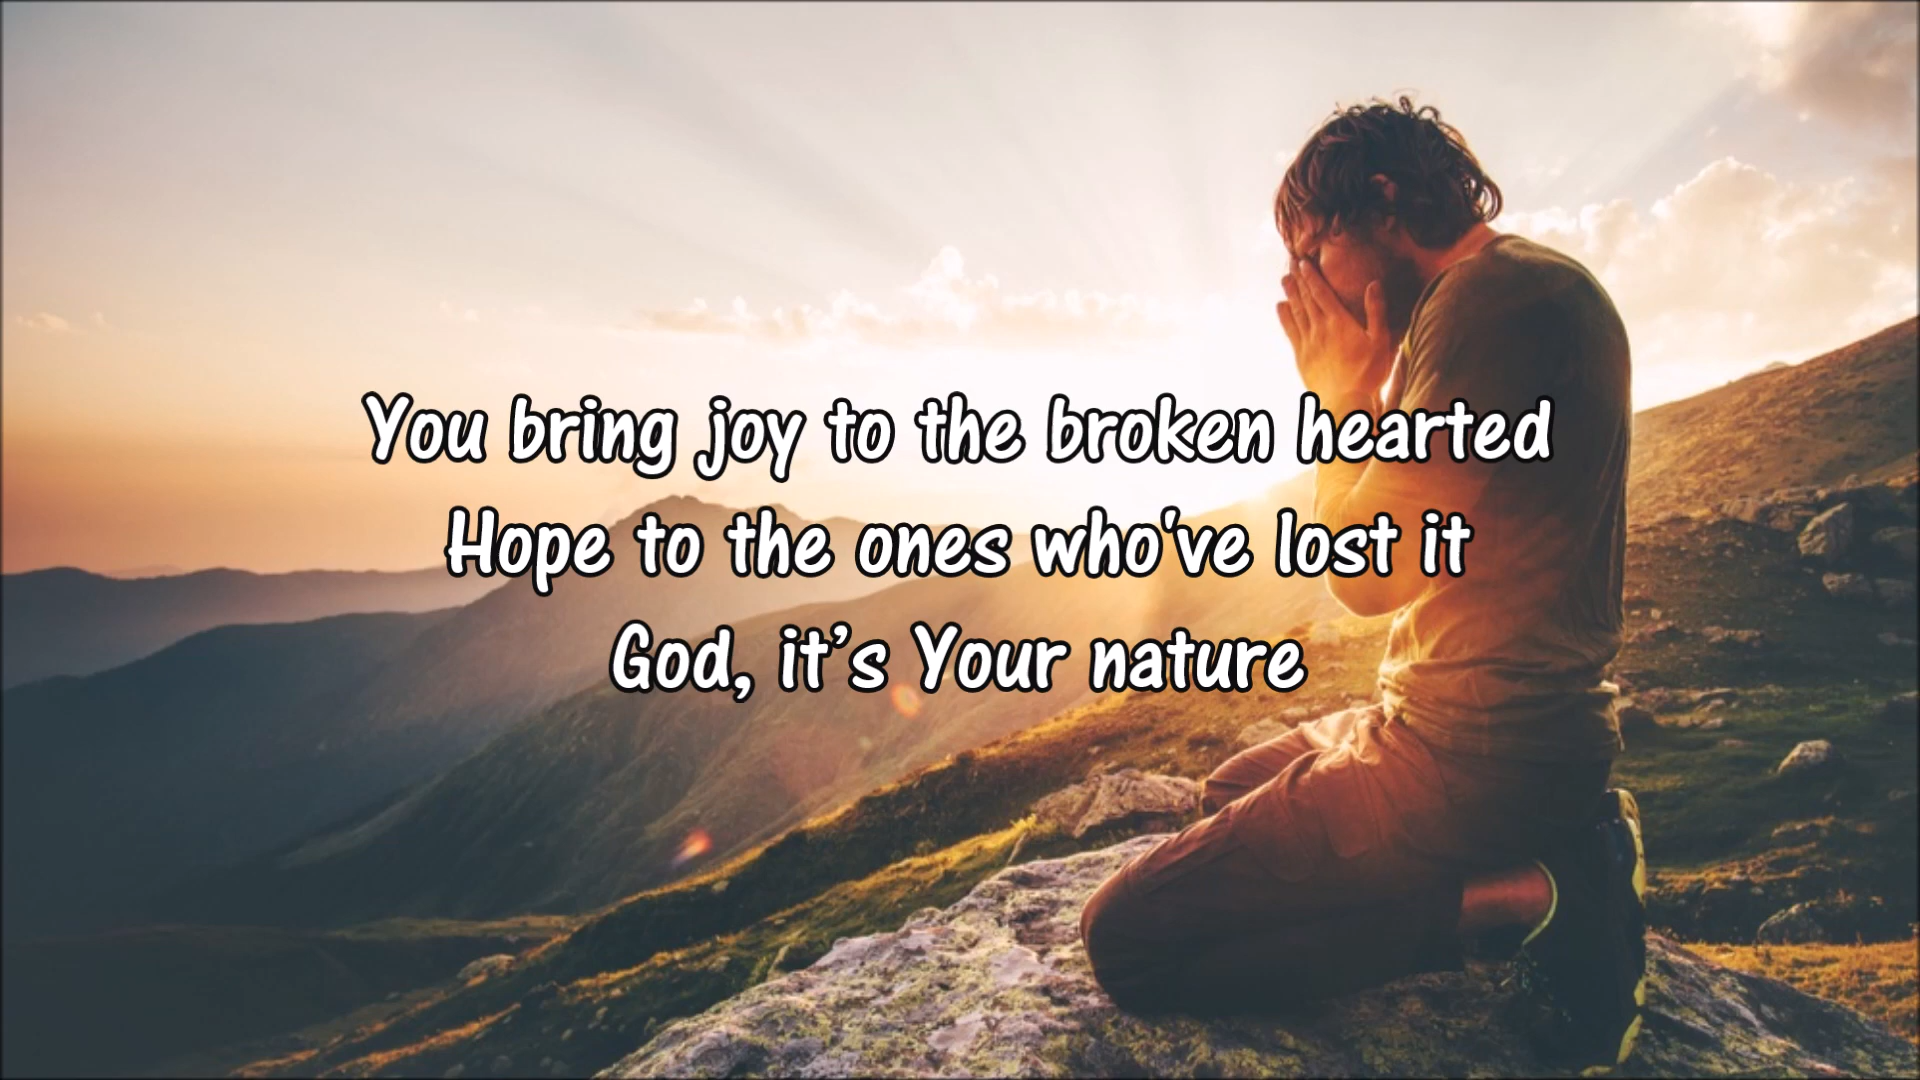 You bring joy to the broken hearted
Hope to the ones who've lost it
God, it’s Your nature